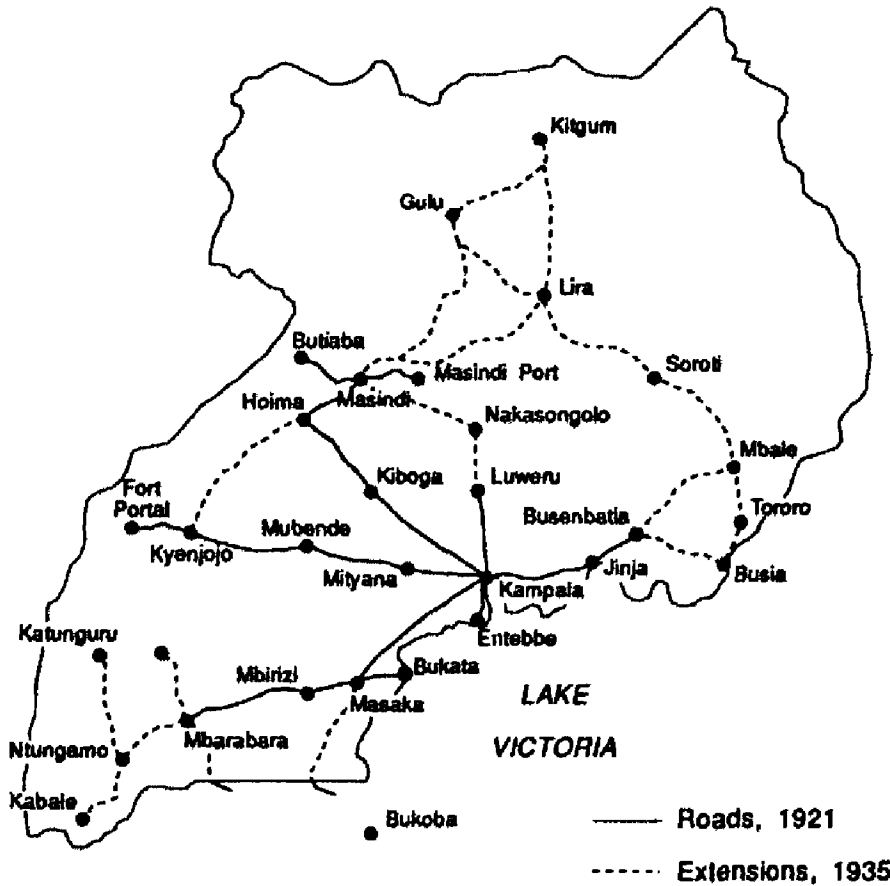 Kitgum
Gulu
Lira
Butiaba
Soroti
Masindi Port
Hoima
Masindi
Nakasongolo
Mbale
Fort
Portal
Kiboga
Luweru
Busenbatia
Tororo
Kyenjojo
Mubende
Mityana
Kampala
Jinja
Busia
Entebbe
Katunguru
Mbirizi
Bukata
Masaka
LAKE
VICTORIA
Mbarabara
Ntungamo
Kabale
Bukoba
Roads, 1921
Extensions, 1935